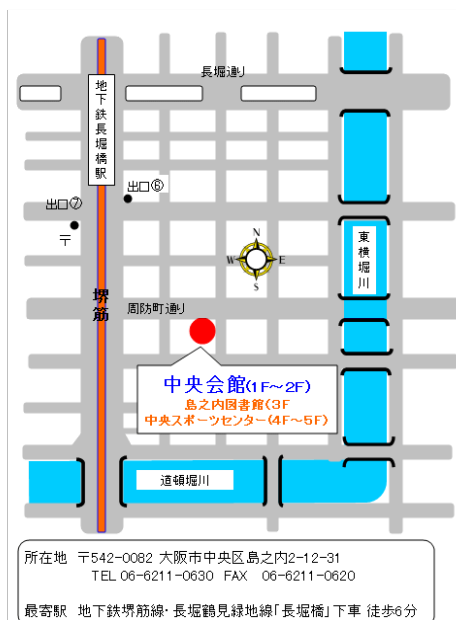 長堀通り
地下鉄長堀橋駅
出口⑥
出口⑦
〒
東横堀川
N
W E
S
堺筋
周防町通り
中央会館(1F～2F)
島之内図書館(3F
中央スポーツセンター(4F～5F)
道頓堀川
所在地 〒542-0082 大阪市中央区島之内2-12-31
TEL 06-6211-0630 FAX 06-6211-0620
最寄駅 地下鉄堺筋線・長堀鶴見緑地線「長堀橋」下車 徒歩6分